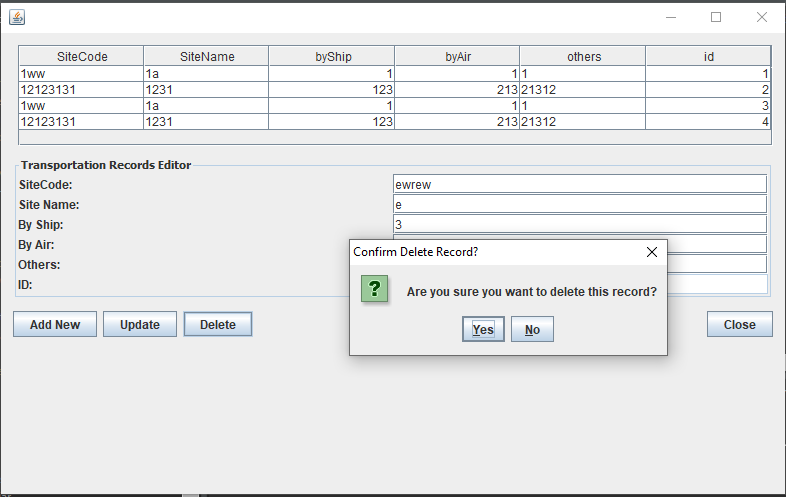 SiteCode SiteName byShip byAir others id
1ww 1a 1 1 1 1
12123131 1231 123 213 21312 2
1ww 1a 1 1 1 3
12123131 1231 123 213 21312 4
Transportation Records Editor
SiteCode: ewrew
Site Name: e
By Ship: 3
By Air:
Others:
ID:
Confirm Delete Record?
? Are you sure you want to delete this record?
Yes No
Add New Update Delete Close